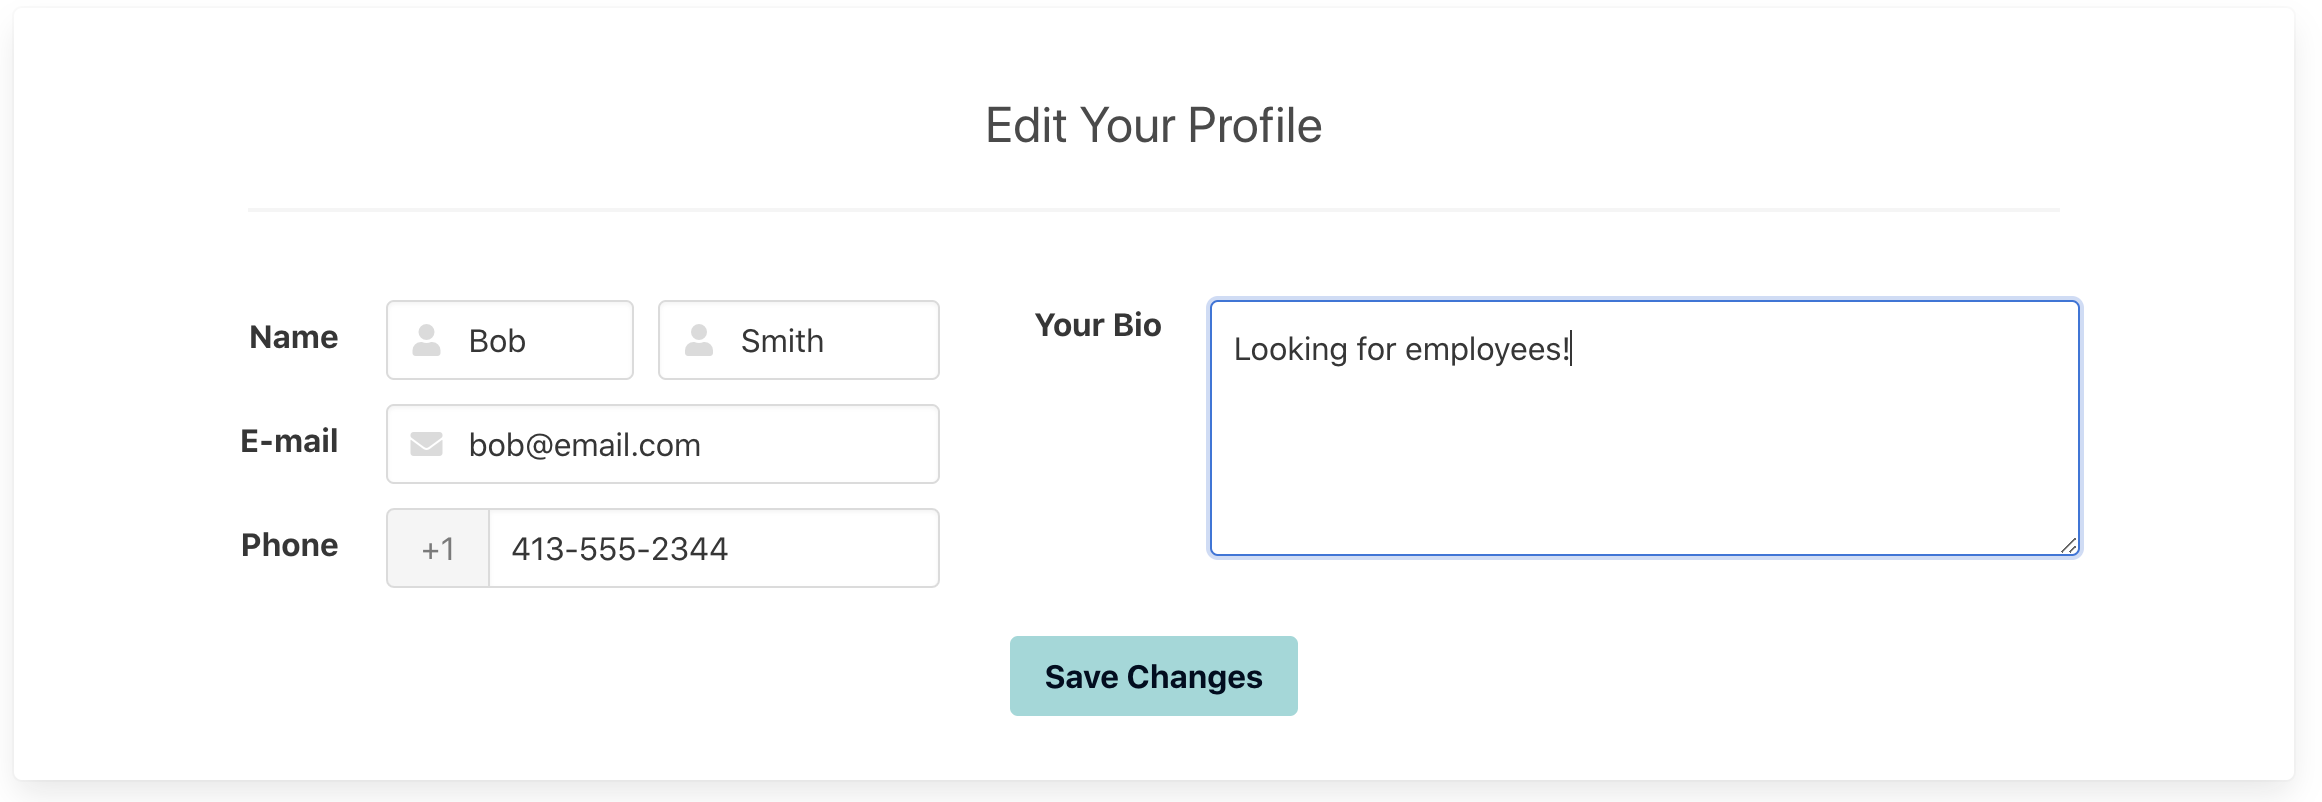 Edit Your Profile
Name
Bob
Smith
E-mail
bob@email.com
Phone
+1
413-555-2344
Your Bio
Looking for employees!
Save Changes